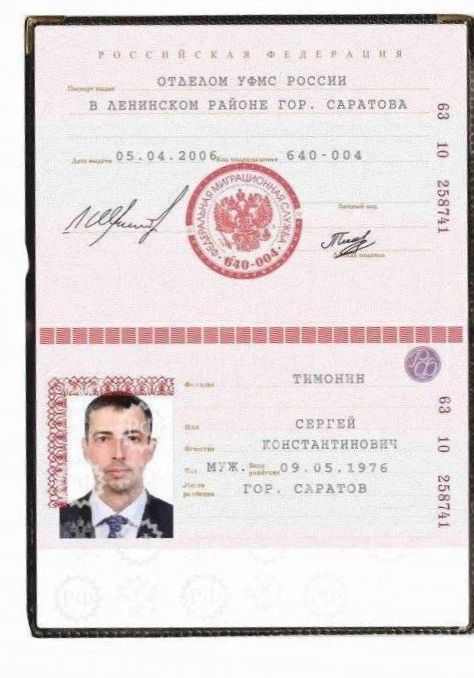 РОССИЙСКАЯ ФЕДЕРАЦИЯ
Паспорт выдан ОТДЕЛОМ УФМС РОССИИ
В ЛЕНИНСКОМ РАЙОНЕ ГОР. САРАТОВА
Дата выдачи 05.04.2006 Код подразделения 640-004
Личный код
ФЕДЕРАЛЬНАЯ МИГРАЦИОННАЯ СЛУЖБА
640-004
подпись
63 10 258741
РФ
Фамилия ТИМОНИН
Имя СЕРГЕЙ
Отчество КОНСТАНТИНОВИЧ
Пол МУЖ. Дата рождения 09.05.1976
Место рождения ГОР. САРАТОВ
63 10 258741